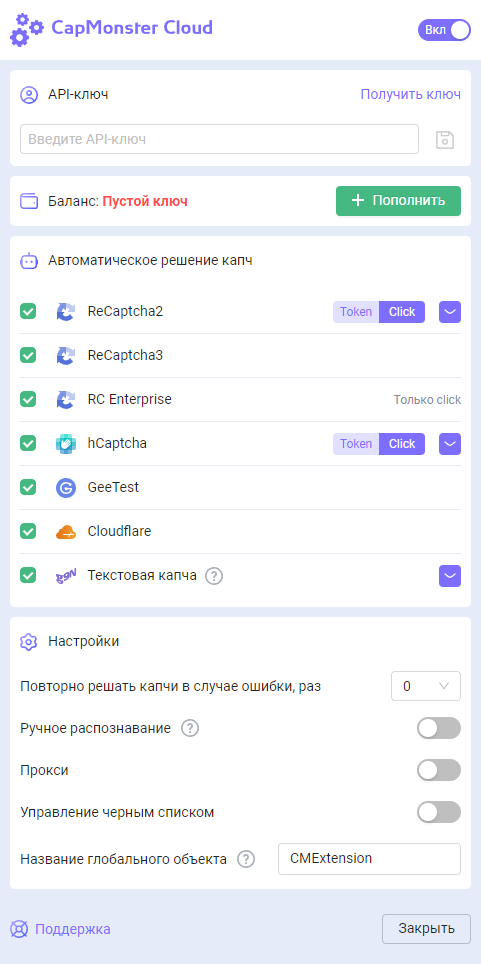 CapMonster Cloud
Вкл
API-ключ
Получить ключ
Введите API-ключ
Баланс: Пустой ключ
Пополнить
Автоматическое решение капч
ReCaptcha2
Token Click
ReCaptcha3
RC Enterprise
Только click
hCaptcha
Token Click
GeeTest
Cloudflare
Текстовая капча ?
Настройки
Повторно решать капчи в случае ошибки, раз
0
Ручное распознавание ?
Прокси
Управление черным списком
Название глобального объекта ?
CMExtension
Поддержка
Закрыть